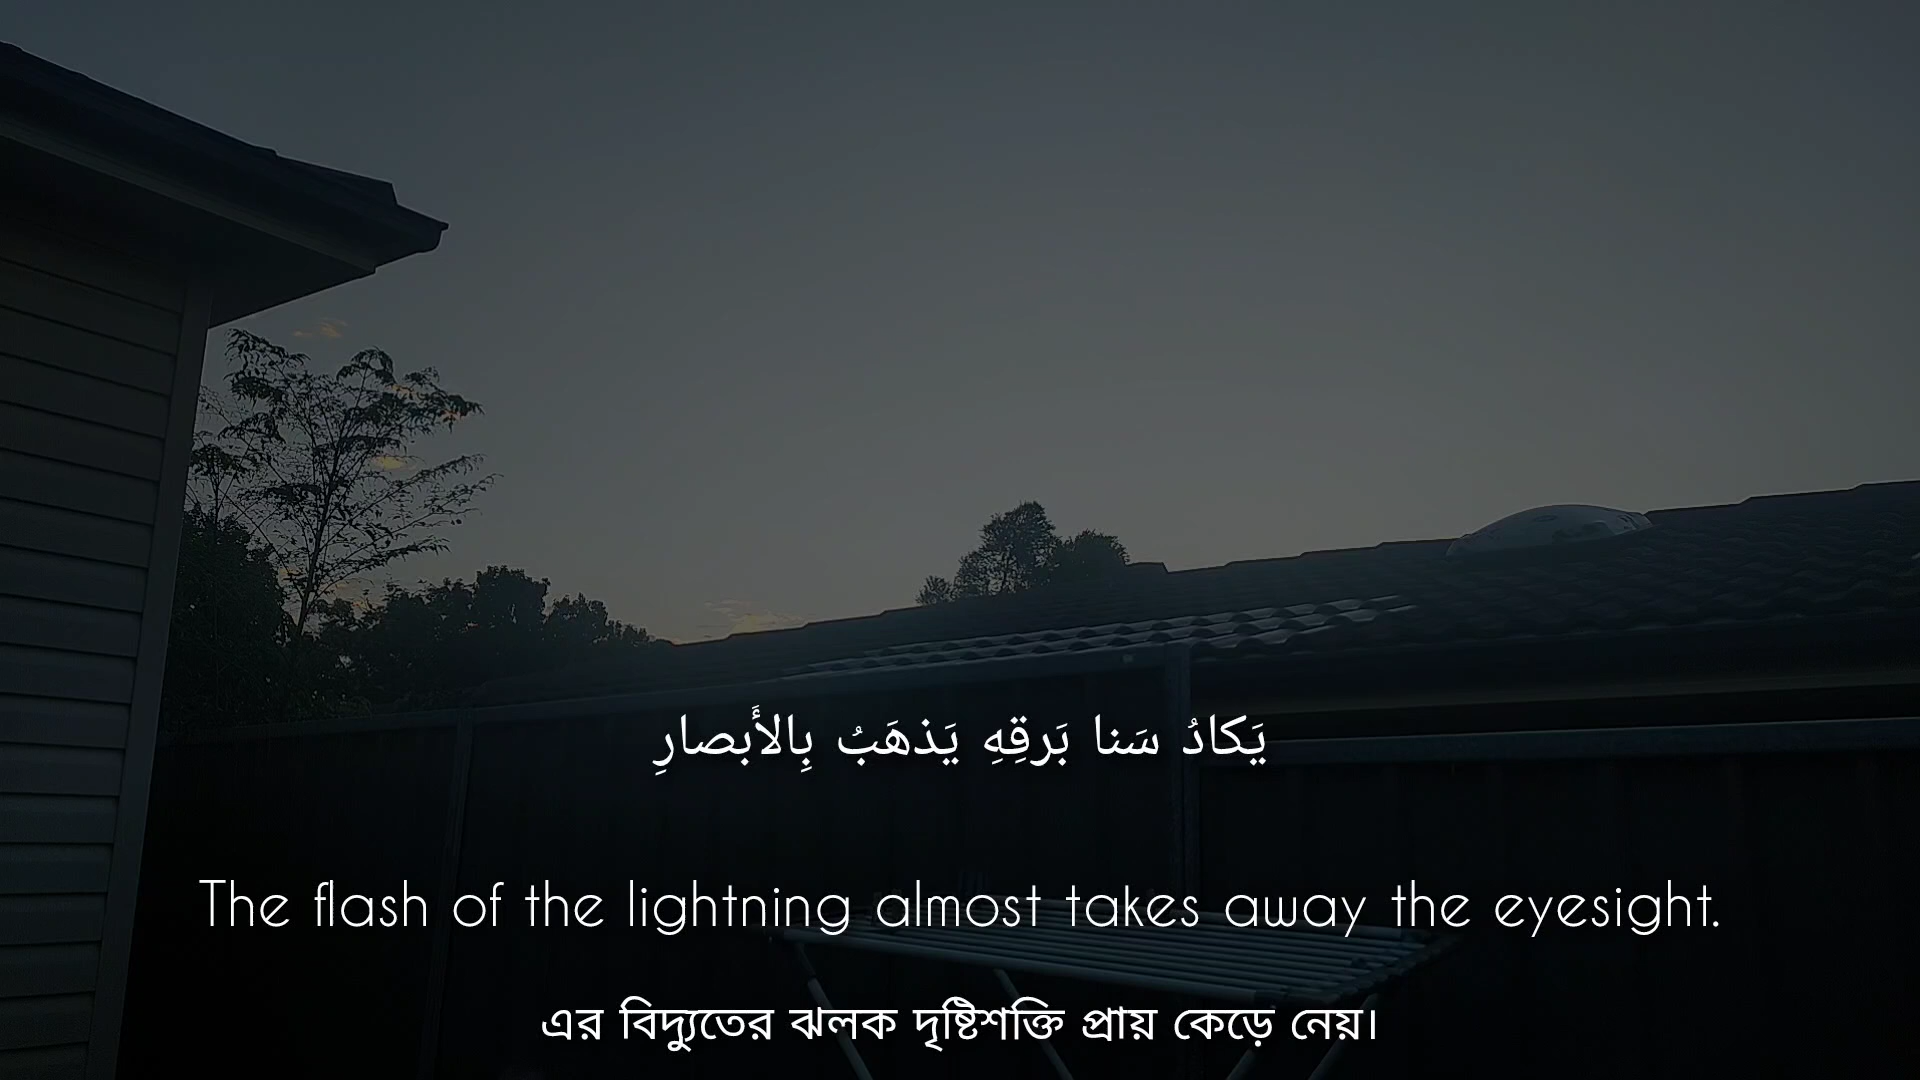 يَكادُ سَنا بَرقِهِ يَذهَبُ بِالأَبصارِ
The flash of the lightning almost takes away the eyesight.
এর বিদ্যুতের ঝলক দৃষ্টিশক্তি প্রায় কেড়ে নেয়।